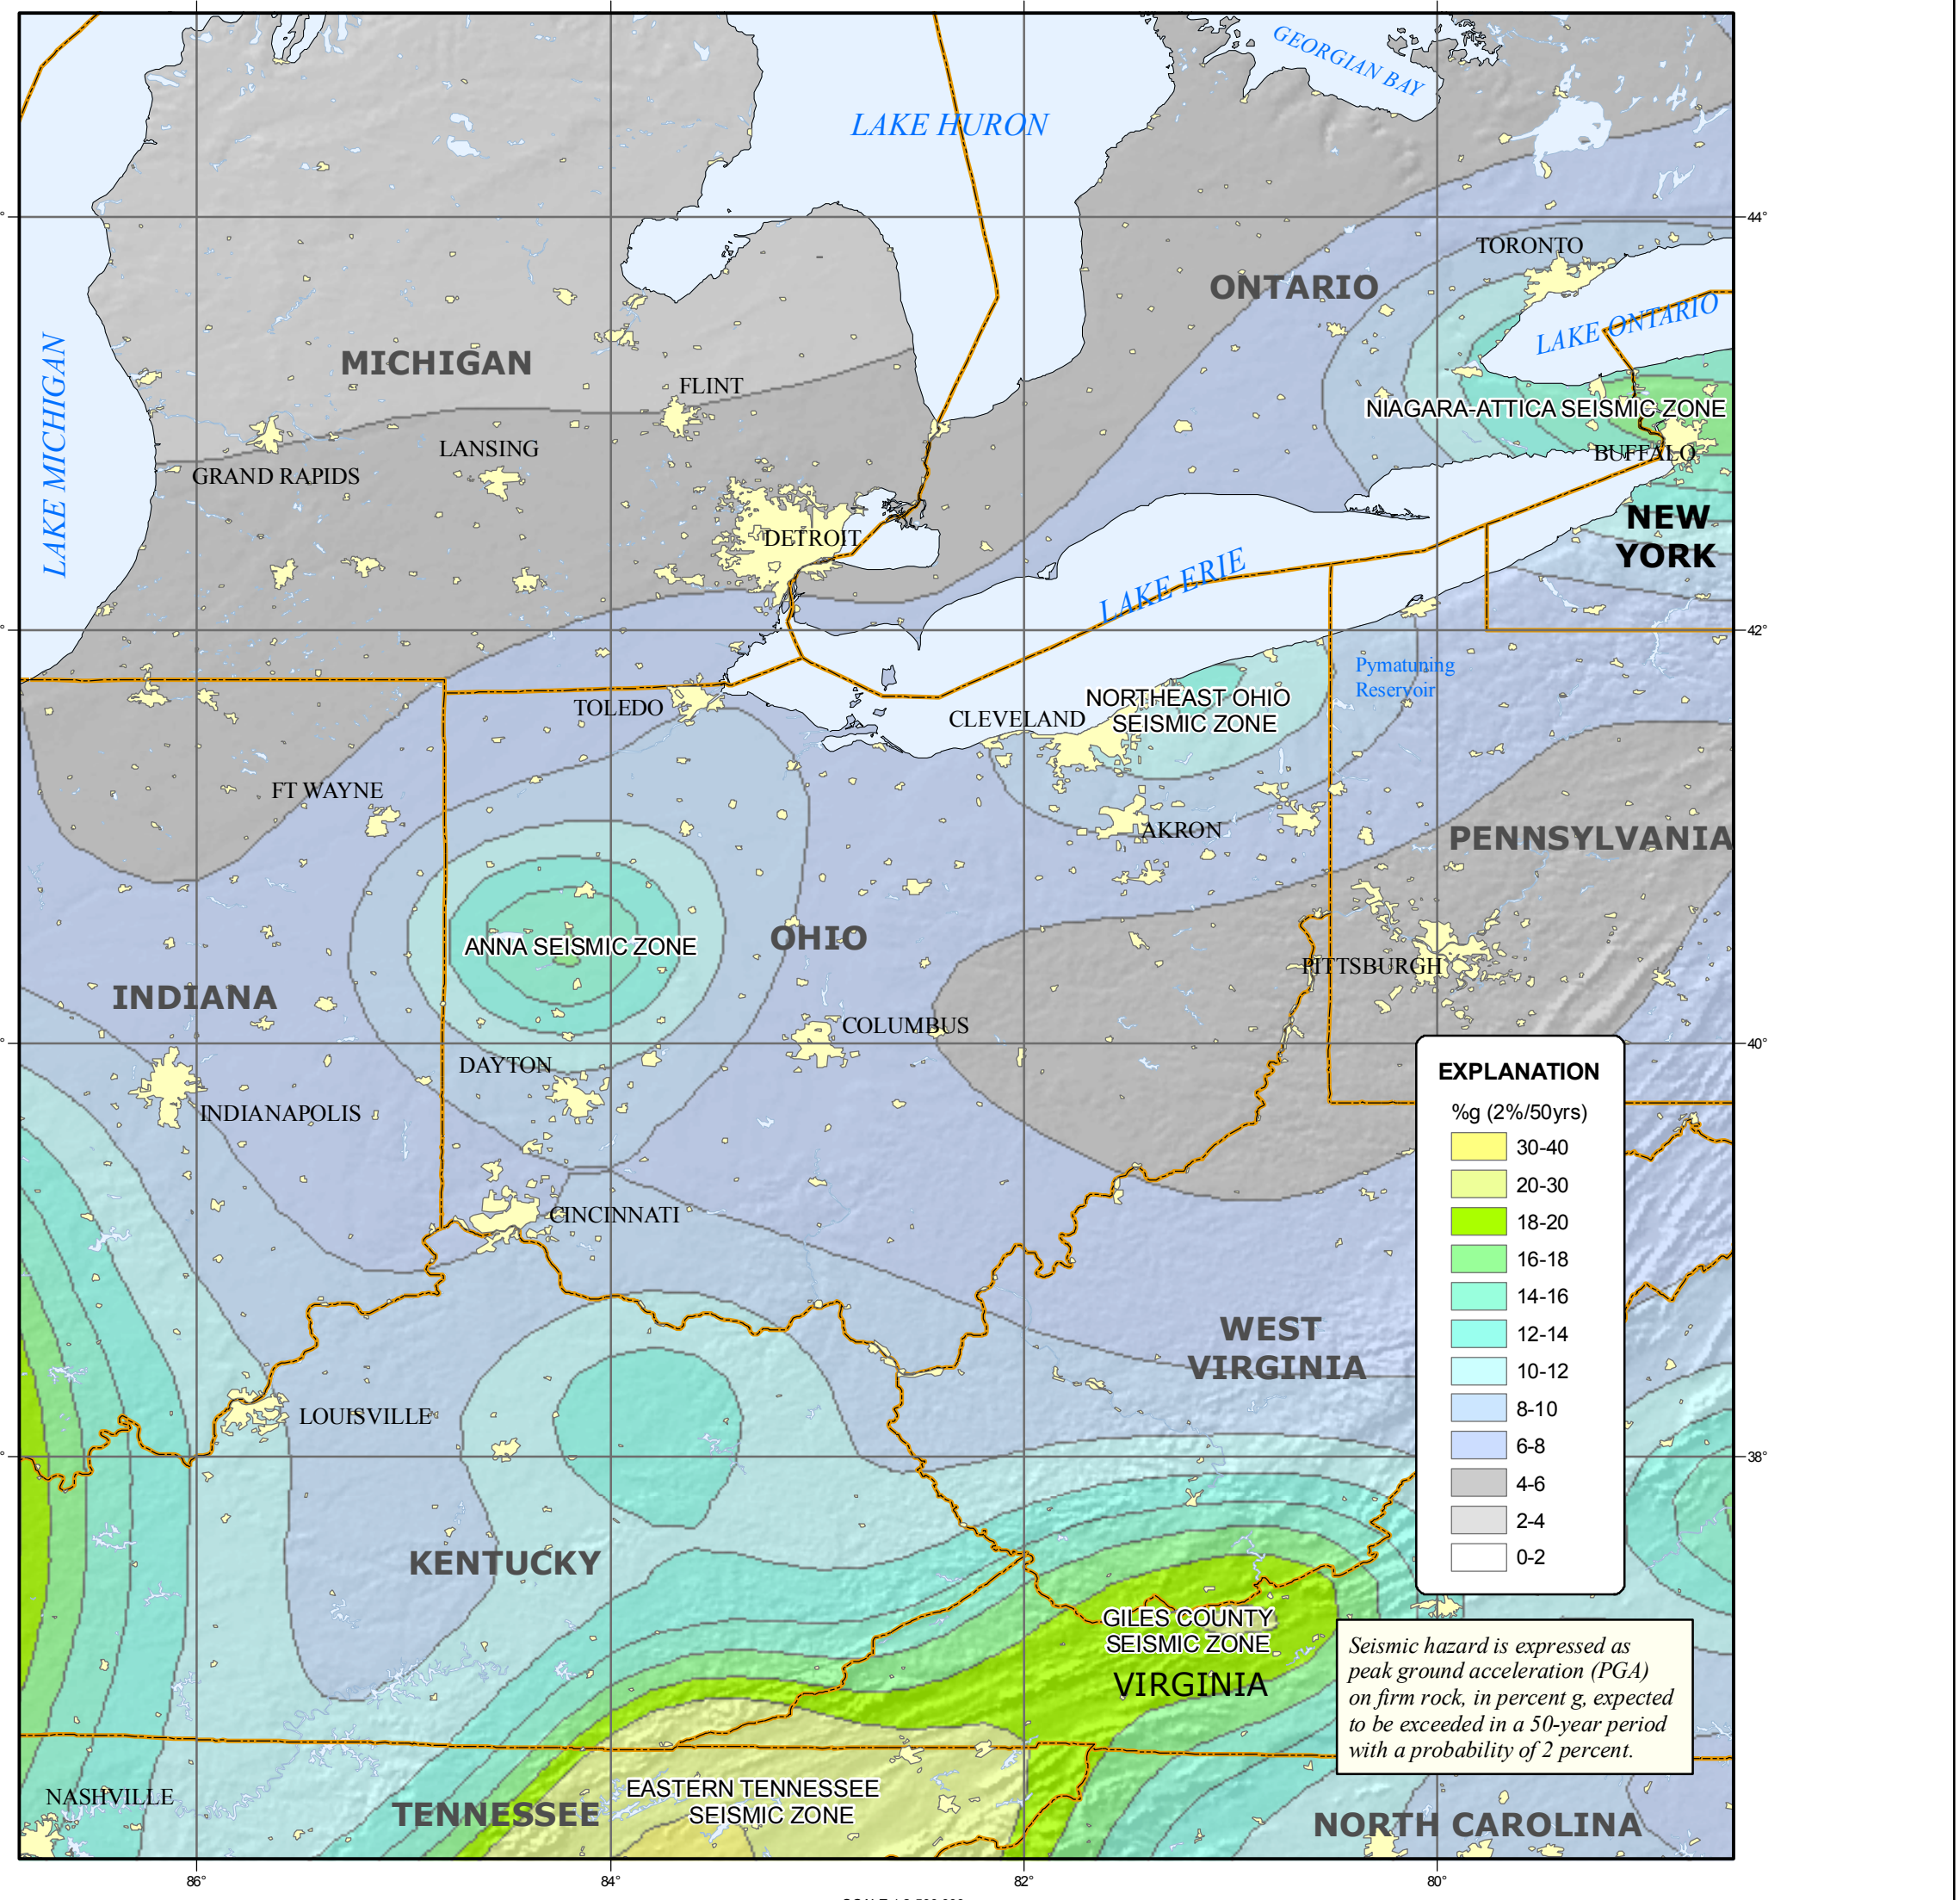 GEORGIAN BAY
LAKE HURON
44°
TORONTO
ONTARIO
LAKE ONTARIO
LAKE MICHIGAN
MICHIGAN
FLINT
NIAGARA-ATTICA SEISMIC ZONE
LANSING
BUFFALO
GRAND RAPIDS
NEW
YORK
DETROIT
LAKE ERIE
42°
Pymatuning
Reservoir
NORTHEAST OHIO
SEISMIC ZONE
TOLEDO
CLEVELAND
FT WAYNE
AKRON
PENNSYLVANIA
ANNA SEISMIC ZONE
OHIO
PITTSBURGH
INDIANA
COLUMBUS
40°
DAYTON
INDIANAPOLIS
CINCINNATI
EXPLANATION
%g (2%/50yrs)
30-40
20-30
18-20
16-18
14-16
12-14
10-12
8-10
6-8
4-6
2-4
0-2
WEST
VIRGINIA
LOUISVILLE
38°
KENTUCKY
GILES COUNTY
SEISMIC ZONE
VIRGINIA
Seismic hazard is expressed as
peak ground acceleration (PGA)
on firm rock, in percent g, expected
to be exceeded in a 50-year period
with a probability of 2 percent.
NASHVILLE
TENNESSEE
EASTERN TENNESSEE
SEISMIC ZONE
NORTH CAROLINA
86°
84°
82°
80°